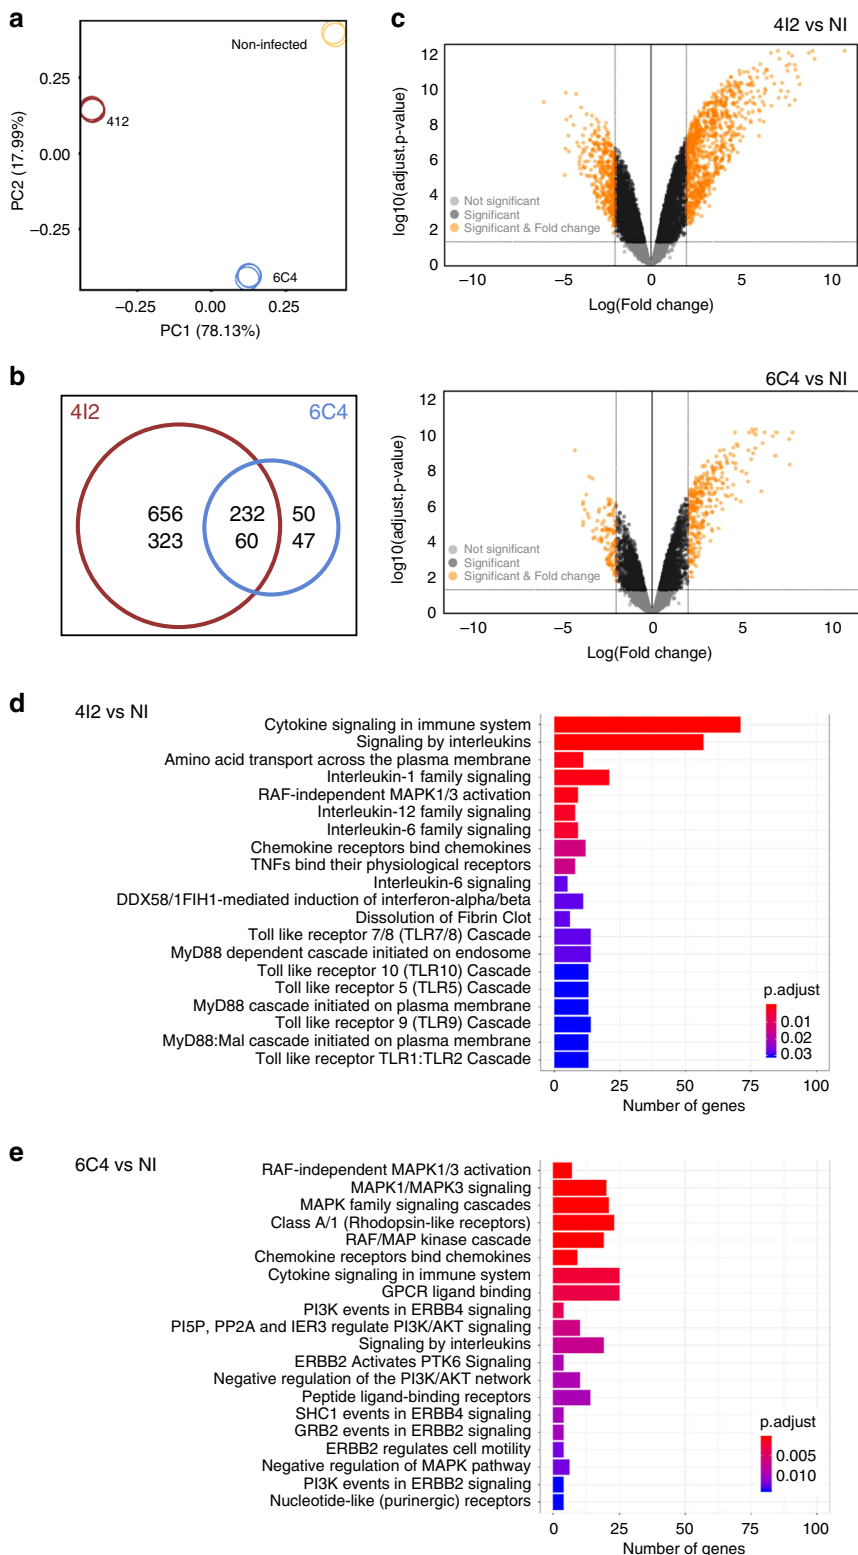 a
Non-infected
412
6C4
0.25
0.00
−0.25
PC2 (17.99%)
−0.25 0.00 0.25
PC1 (78.13%)
b
4I2 6C4
656 232 50
323 60 47
c
4I2 vs NI
12
10
8
6
4
2
0
log10(adjust.p-value)
Not significant
Significant
Significant & Fold change
−10 −5 0 5 10
Log(Fold change)
6C4 vs NI
12
10
8
6
4
2
0
log10(adjust.p-value)
Not significant
Significant
Significant & Fold change
−10 −5 0 5 10
Log(Fold change)
d
4I2 vs NI
Cytokine signaling in immune system
Signaling by interleukins
Amino acid transport across the plasma membrane
Interleukin-1 family signaling
RAF-independent MAPK1/3 activation
Interleukin-12 family signaling
Interleukin-6 family signaling
Chemokine receptors bind chemokines
TNFs bind their physiological receptors
Interleukin-6 signaling
DDX58/1FIH1-mediated induction of interferon-alpha/beta
Dissolution of Fibrin Clot
Toll like receptor 7/8 (TLR7/8) Cascade
MyD88 dependent cascade initiated on endosome
Toll like receptor 10 (TLR10) Cascade
Toll like receptor 5 (TLR5) Cascade
MyD88 cascade initiated on plasma membrane
Toll like receptor 9 (TLR9) Cascade
MyD88:Mal cascade initiated on plasma membrane
Toll like receptor TLR1:TLR2 Cascade
p.adjust
0.01
0.02
0.03
0 25 50 75 100
Number of genes
e
6C4 vs NI
RAF-independent MAPK1/3 activation
MAPK1/MAPK3 signaling
MAPK family signaling cascades
Class A/1 (Rhodopsin-like receptors)
RAF/MAP kinase cascade
Chemokine receptors bind chemokines
Cytokine signaling in immune system
GPCR ligand binding
PI3K events in ERBB4 signaling
PI5P, PP2A and IER3 regulate PI3K/AKT signaling
Signaling by interleukins
ERBB2 Activates PTK6 Signaling
Negative regulation of the PI3K/AKT network
Peptide ligand-binding receptors
SHC1 events in ERBB4 signaling
GRB2 events in ERBB2 signaling
ERBB2 regulates cell motility
Negative regulation of MAPK pathway
PI3K events in ERBB2 signaling
Nucleotide-like (purinergic) receptors
p.adjust
0.005
0.010
0 25 50 75 100
Number of genes